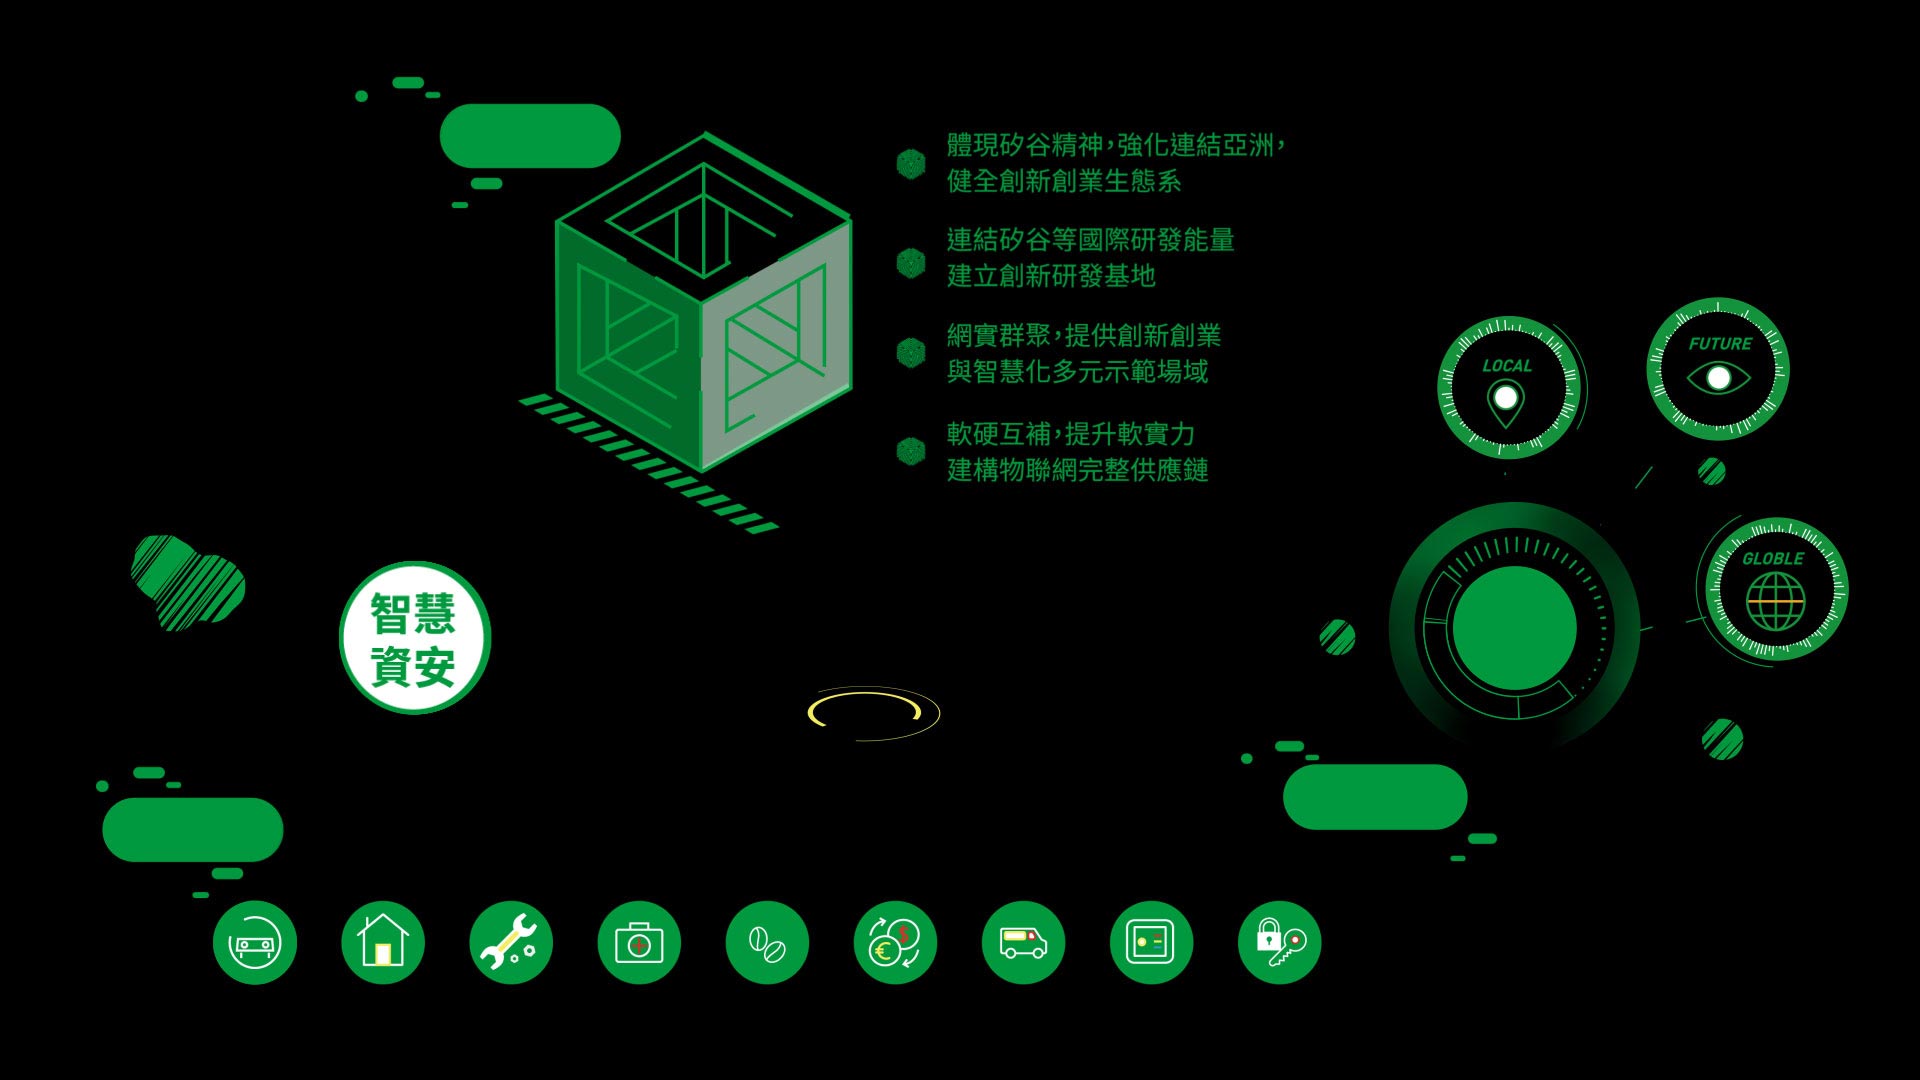 體現矽谷精神,強化連結亞洲,
健全創新創業生態系
連結矽谷等國際研發能量
建立創新研發基地
網實群聚,提供創新創業
與智慧化多元示範場域
軟硬互補,提升軟實力
建構物聯網完整供應鏈
LOCAL
FUTURE
GLOBLE
智慧
資安
$
€